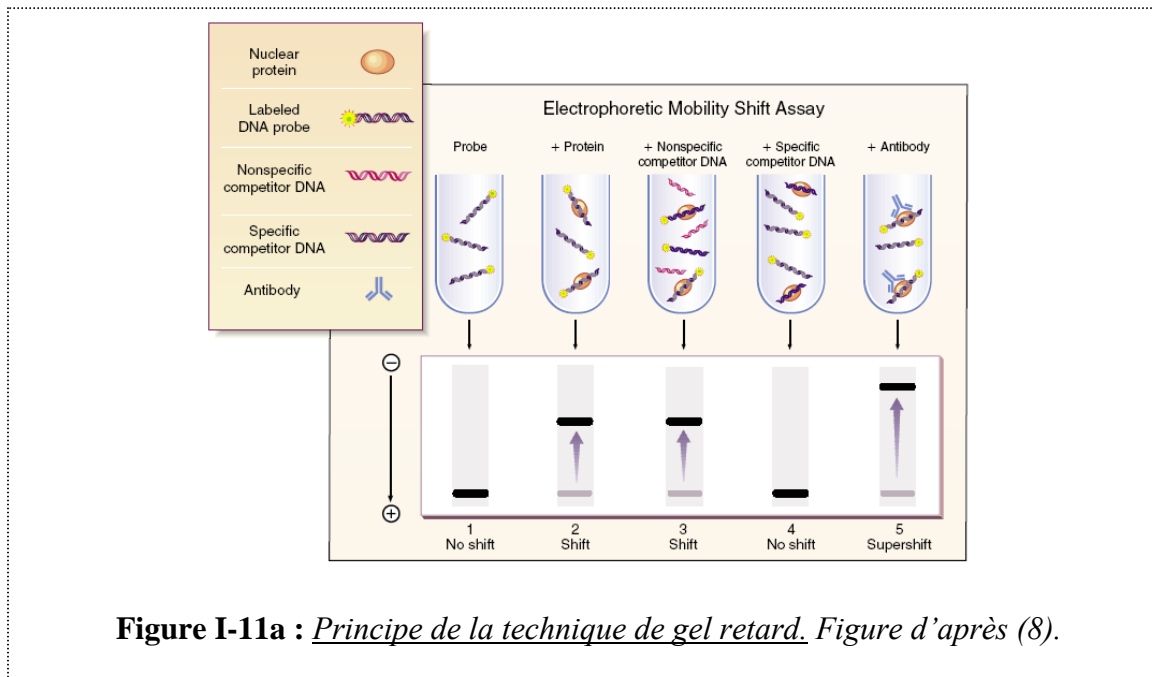 Nuclear
protein
Labeled
DNA probe
Nonspecific
competitor DNA
Specific
competitor DNA
Antibody
Electrophoretic Mobility Shift Assay
Probe
+ Protein
+ Nonspecific
competitor DNA
+ Specific
competitor DNA
+ Antibody
−
+
1
No shift
2
Shift
3
Shift
4
No shift
5
Supershift
Figure I-11a : Principe de la technique de gel retard. Figure d’après (8).